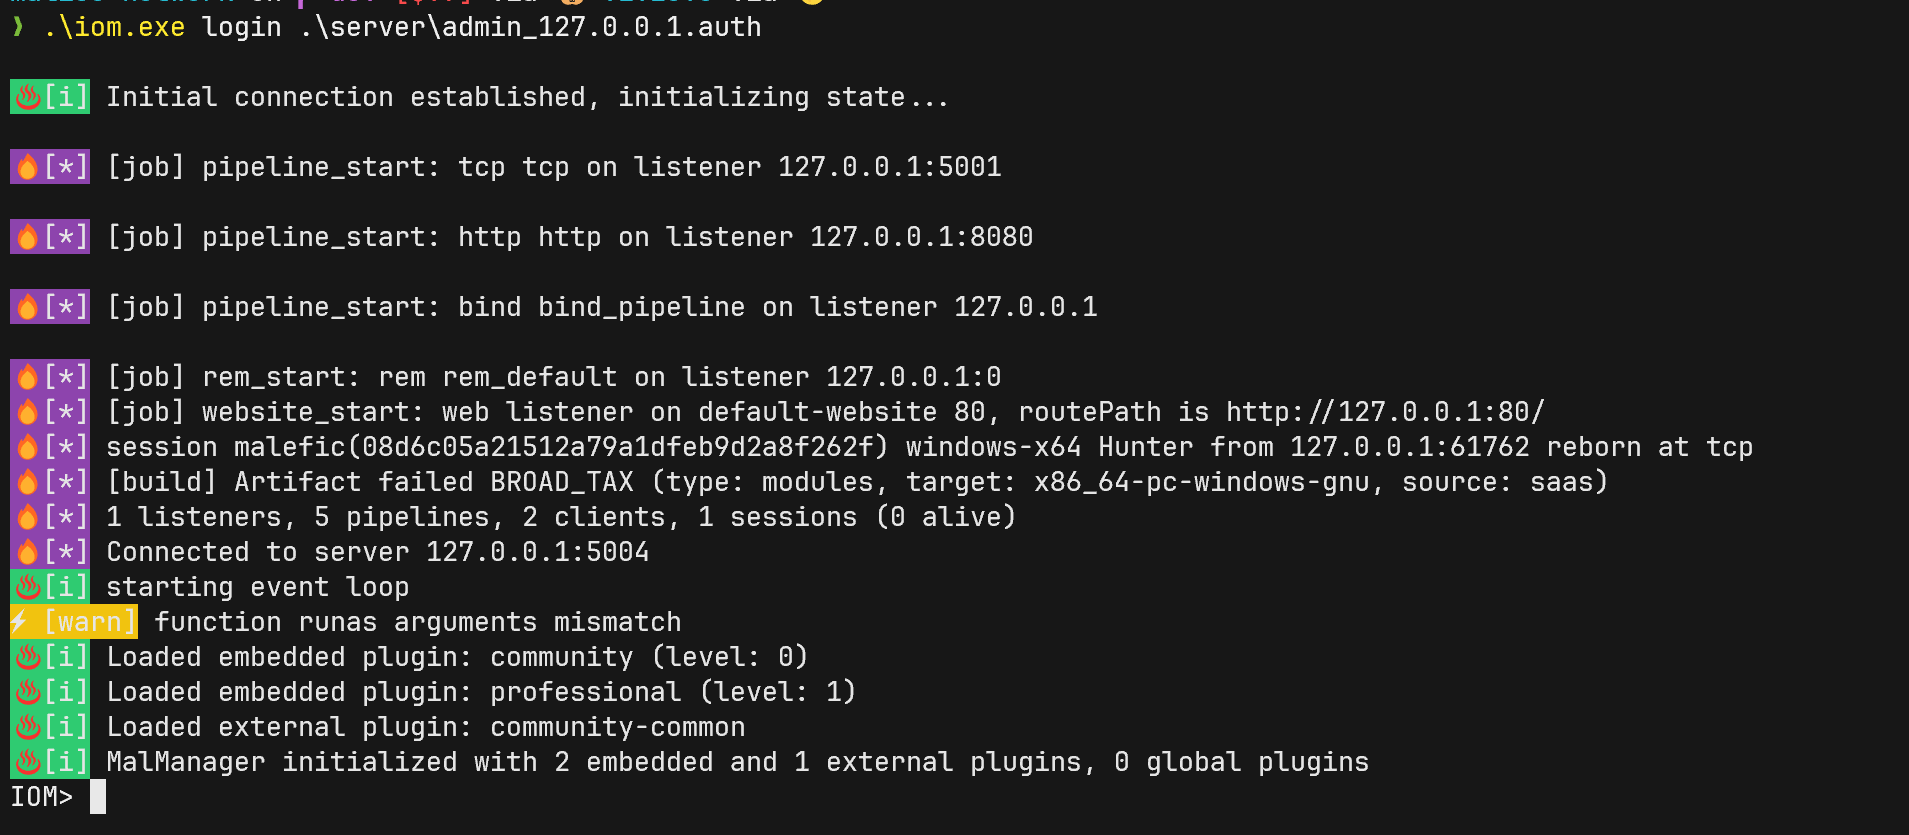 ❯ .\iom.exe login .\server\admin_127.0.0.1.auth
[i] Initial connection established, initializing state...
[*] [job] pipeline_start: tcp tcp on listener 127.0.0.1:5001
[*] [job] pipeline_start: http http on listener 127.0.0.1:8080
[*] [job] pipeline_start: bind bind_pipeline on listener 127.0.0.1
[*] [job] rem_start: rem rem_default on listener 127.0.0.1:0
[*] [job] website_start: web listener on default-website 80, routePath is http://127.0.0.1:80/
[*] session malefic(08d6c05a21512a79a1dfeb9d2a8f262f) windows-x64 Hunter from 127.0.0.1:61762 reborn at tcp
[*] [build] Artifact failed BROAD_TAX (type: modules, target: x86_64-pc-windows-gnu, source: saas)
[*] 1 listeners, 5 pipelines, 2 clients, 1 sessions (0 alive)
[*] Connected to server 127.0.0.1:5004
[i] starting event loop
[warn] function runas arguments mismatch
[i] Loaded embedded plugin: community (level: 0)
[i] Loaded embedded plugin: professional (level: 1)
[i] Loaded external plugin: community-common
[i] MalManager initialized with 2 embedded and 1 external plugins, 0 global plugins
IOM>